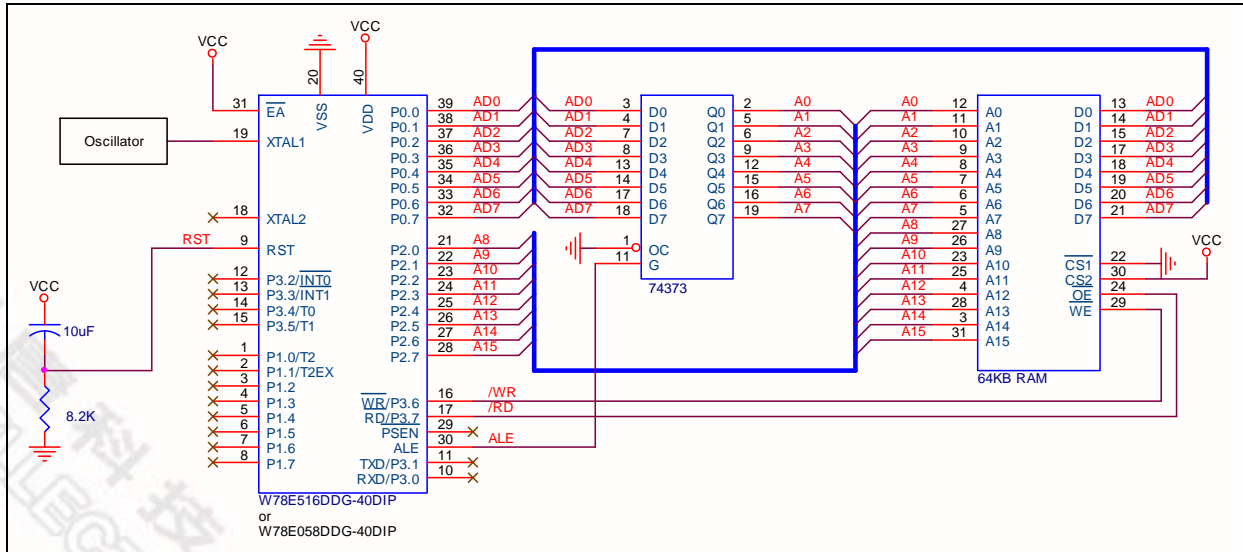 VCC
VCC
Oscillator
31 EA
19 XTAL1
18 XTAL2
RST 9 RST
12 P3.2/INT0
13 P3.3/INT1
14 P3.4/T0
15 P3.5/T1
1 P1.0/T2
2 P1.1/T2EX
3 P1.2
4 P1.3
5 P1.4
6 P1.5
7 P1.6
8 P1.7
20 VSS
40 VDD
P0.0 39 AD0
P0.1 38 AD1
P0.2 37 AD2
P0.3 36 AD3
P0.4 35 AD4
P0.5 34 AD5
P0.6 33 AD6
P0.7 32 AD7
P2.0 21 A8
P2.1 22 A9
P2.2 23 A10
P2.3 24 A11
P2.4 25 A12
P2.5 26 A13
P2.6 27 A14
P2.7 28 A15
WR/P3.6 16 /WR
RD/P3.7 17 /RD
PSEN 29
ALE 30 ALE
TXD/P3.1 11
RXD/P3.0 10
W78E516DDG-40DIP
or
W78E058DDG-40DIP
VCC
10uF
8.2K
AD0 3 D0 Q0 2 A0
AD1 4 D1 Q1 5 A1
AD2 7 D2 Q2 6 A2
AD3 8 D3 Q3 9 A3
AD4 13 D4 Q4 12 A4
AD5 14 D5 Q5 15 A5
AD6 17 D6 Q6 16 A6
AD7 18 D7 Q7 19 A7
1 OC
11 G
74373
A0 12 A0 D0 13 AD0
A1 11 A1 D1 14 AD1
A2 10 A2 D2 15 AD2
A3 9 A3 D3 17 AD3
A4 8 A4 D4 18 AD4
A5 7 A5 D5 19 AD5
A6 6 A6 D6 20 AD6
A7 5 A7 D7 21 AD7
A8 27 A8
A9 26 A9
A10 23 A10 CS1 22
A11 25 A11 CS2 30 VCC
A12 4 A12 OE 24
A13 28 A13 WE 29
A14 3 A14
A15 31 A15
64KB RAM
科技